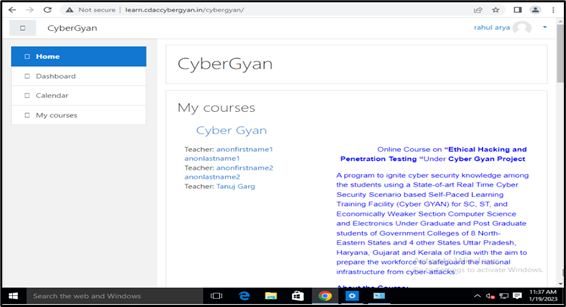 Not secure | learn.cdaccybergyan.in/cybergyan/
CyberGyan
rahul arya
Home
Dashboard
Calendar
My courses
CyberGyan
My courses
Cyber Gyan
Teacher: anonfirstname1
anonlastname1
Teacher: anonfirstname2
anonlastname2
Teacher: Tanuj Garg
Online Course on “Ethical Hacking and
Penetration Testing ”Under Cyber Gyan Project
A program to ignite cyber security knowledge among
the students using a State-of-art Real Time Cyber
Security Scenario based Self-Paced Learning
Training Facility (Cyber GYAN) for SC, ST, and
Economically Weaker Section Computer Science
and Electronics Under Graduate and Post Graduate
students of Government Colleges of 8 North-
Eastern States and 4 other States Uttar Pradesh,
Haryana, Gujarat and Kerala of India with the aim to
prepare the workforce to safeguard the national
infrastructure from cyber-attacks.
to activate Windows.
About the Course:
Search the web and Windows
11:37 AM
1/19/2023